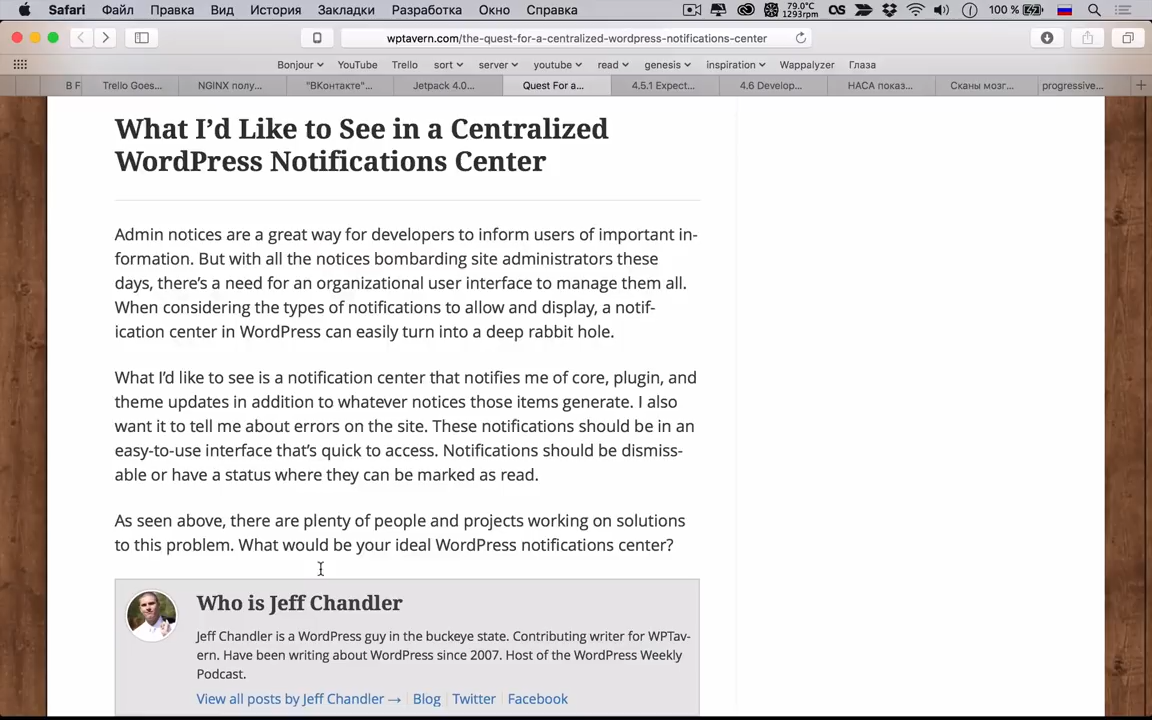 Safari Файл Правка Вид История Закладки Разработка Окно Справка 79.0°C 1293rpm OS 100 %
wptavern.com/the-quest-for-a-centralized-wordpress-notifications-center
Bonjour YouTube Trello sort server youtube read genesis inspiration Wappalyzer Глаза
В F Trello Goes... NGINX полу... "ВКонтакте"... Jetpack 4.0... Quest For a... 4.5.1 Expect... 4.6 Develop... НАСА показ... Сканы мозг... progressive...
What I’d Like to See in a Centralized
WordPress Notifications Center
Admin notices are a great way for developers to inform users of important in-
formation. But with all the notices bombarding site administrators these
days, there’s a need for an organizational user interface to manage them all.
When considering the types of notifications to allow and display, a notif-
ication center in WordPress can easily turn into a deep rabbit hole.
What I’d like to see is a notification center that notifies me of core, plugin, and
theme updates in addition to whatever notices those items generate. I also
want it to tell me about errors on the site. These notifications should be in an
easy-to-use interface that’s quick to access. Notifications should be dismiss-
able or have a status where they can be marked as read.
As seen above, there are plenty of people and projects working on solutions
to this problem. What would be your ideal WordPress notifications center?
Who is Jeff Chandler
Jeff Chandler is a WordPress guy in the buckeye state. Contributing writer for WPTav-
ern. Have been writing about WordPress since 2007. Host of the WordPress Weekly
Podcast.
View all posts by Jeff Chandler → Blog Twitter Facebook